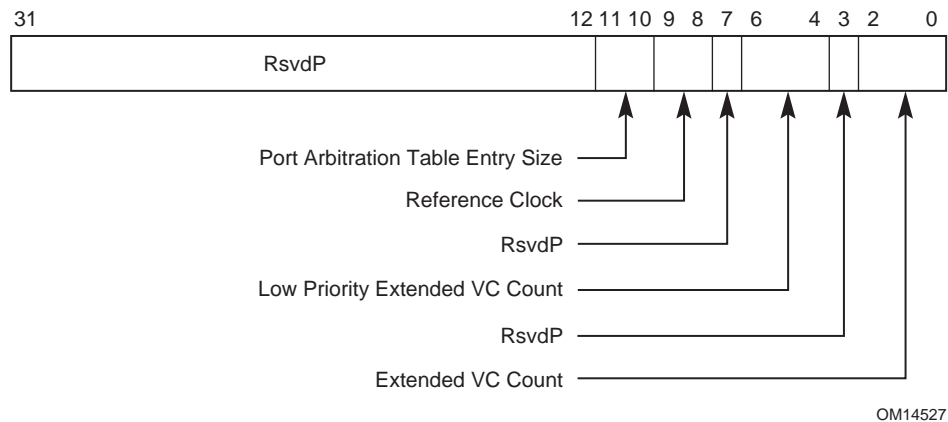 31 12 11 10 9 8 7 6 4 3 2 0
RsvdP
Port Arbitration Table Entry Size
Reference Clock
RsvdP
Low Priority Extended VC Count
RsvdP
Extended VC Count
OM14527